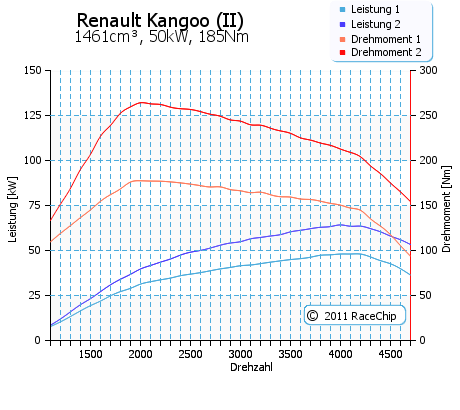 Renault Kangoo (II)
1461cm³, 50kW, 185Nm
Leistung 1
Leistung 2
Drehmoment 1
Drehmoment 2
150
125
100
75
50
25
0
Leistung [kW]
300
250
200
150
100
50
0
Drehmoment [Nm]
1500 2000 2500 3000 3500 4000 4500
Drehzahl
© 2011 RaceChip